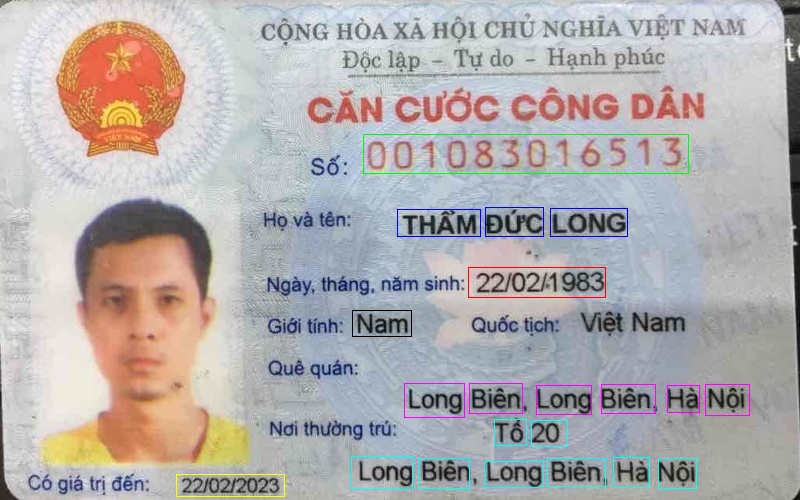 CỘNG HÒA XÃ HỘI CHỦ NGHĨA VIỆT NAM
Độc lập - Tự do - Hạnh phúc
CĂN CƯỚC CÔNG DÂN
Số: 001083016513
Họ và tên: THẨM ĐỨC LONG
Ngày, tháng, năm sinh: 22/02/1983
Giới tính: Nam Quốc tịch: Việt Nam
Quê quán:
Long Biên, Long Biên, Hà Nội
Nơi thường trú: Tổ 20
Long Biên, Long Biên, Hà Nội
Có giá trị đến: 22/02/2023
VIỆT NAM